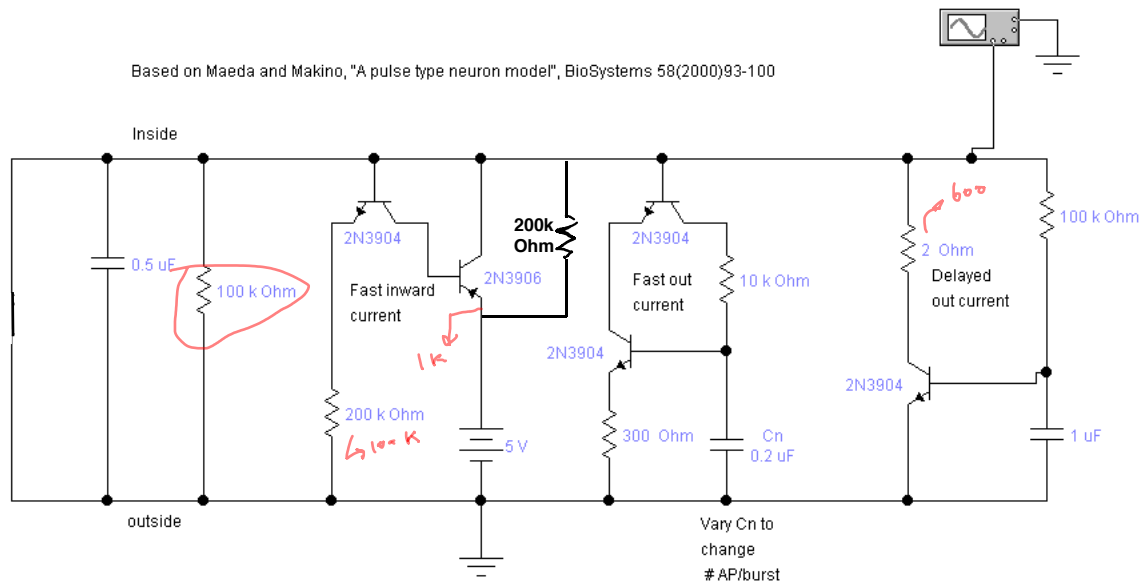 Based on Maeda and Makino, "A pulse type neuron model", BioSystems 58(2000)93-100
Inside
0.5 uF
100 k Ohm
2N3904
Fast inward
current
2N3906
1K
200 k Ohm
↳100 K
5 V
200k
Ohm
2N3904
Fast out
current
10 k Ohm
2N3904
300 Ohm
Cn
0.2 uF
600
2 Ohm
Delayed
out current
100 k Ohm
2N3904
1 uF
outside
Vary Cn to
change
# AP/burst